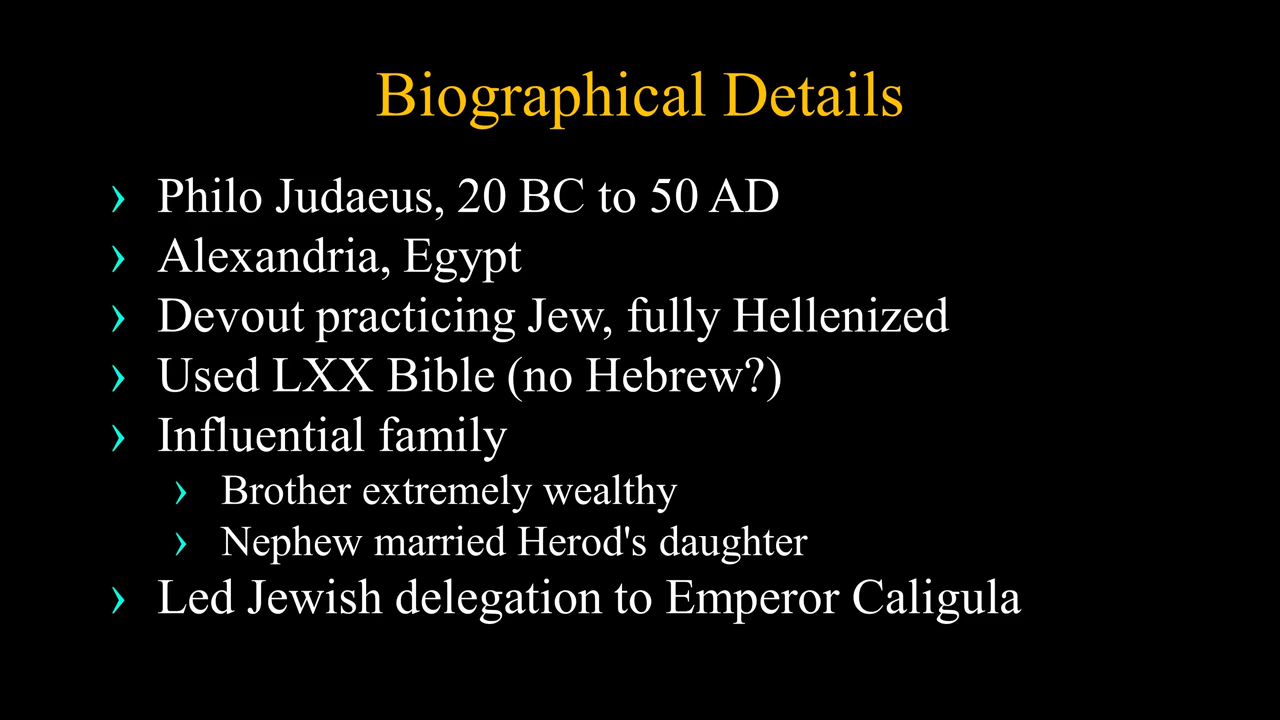 Biographical Details
› Philo Judaeus, 20 BC to 50 AD
› Alexandria, Egypt
› Devout practicing Jew, fully Hellenized
› Used LXX Bible (no Hebrew?)
› Influential family
› Brother extremely wealthy
› Nephew married Herod's daughter
› Led Jewish delegation to Emperor Caligula